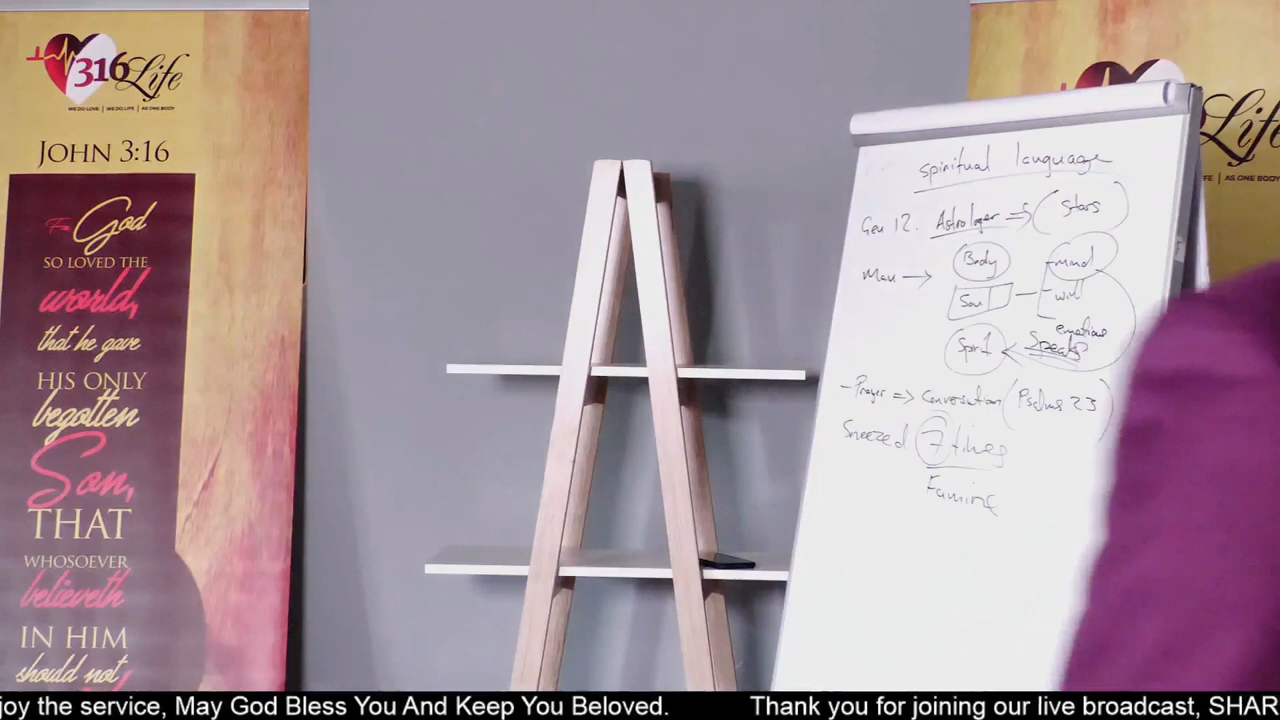 316 Life
WE DO LOVE | WE DO LIFE | AS ONE BODY
JOHN 3:16
For God
SO LOVED THE
world,
that he gave
HIS ONLY
begotten
Son,
THAT
WHOSOEVER
believeth
IN HIM
should not
Life
FE | AS ONE BODY
spiritual language
Gen 12. Astrologer => (Stars)
Man → Body
Soul
Spirit
- mind
- will
emotions
Speaks
- Prayer => Conversation (Psalms 23)
Sneezed 7 times
Famine
joy the service, May God Bless You And Keep You Beloved. Thank you for joining our live broadcast, SHAR